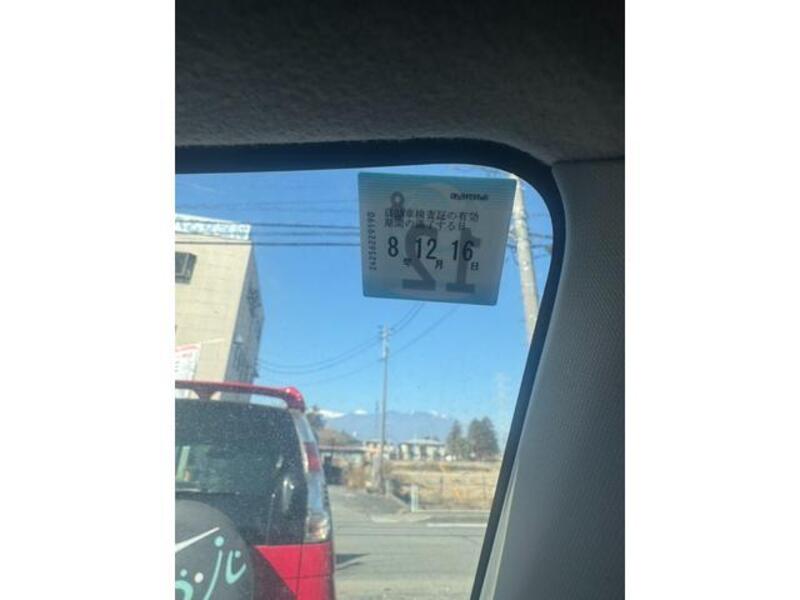 自動車検査証の有効
期間の満了する日
8年 12月 16日
24256229190